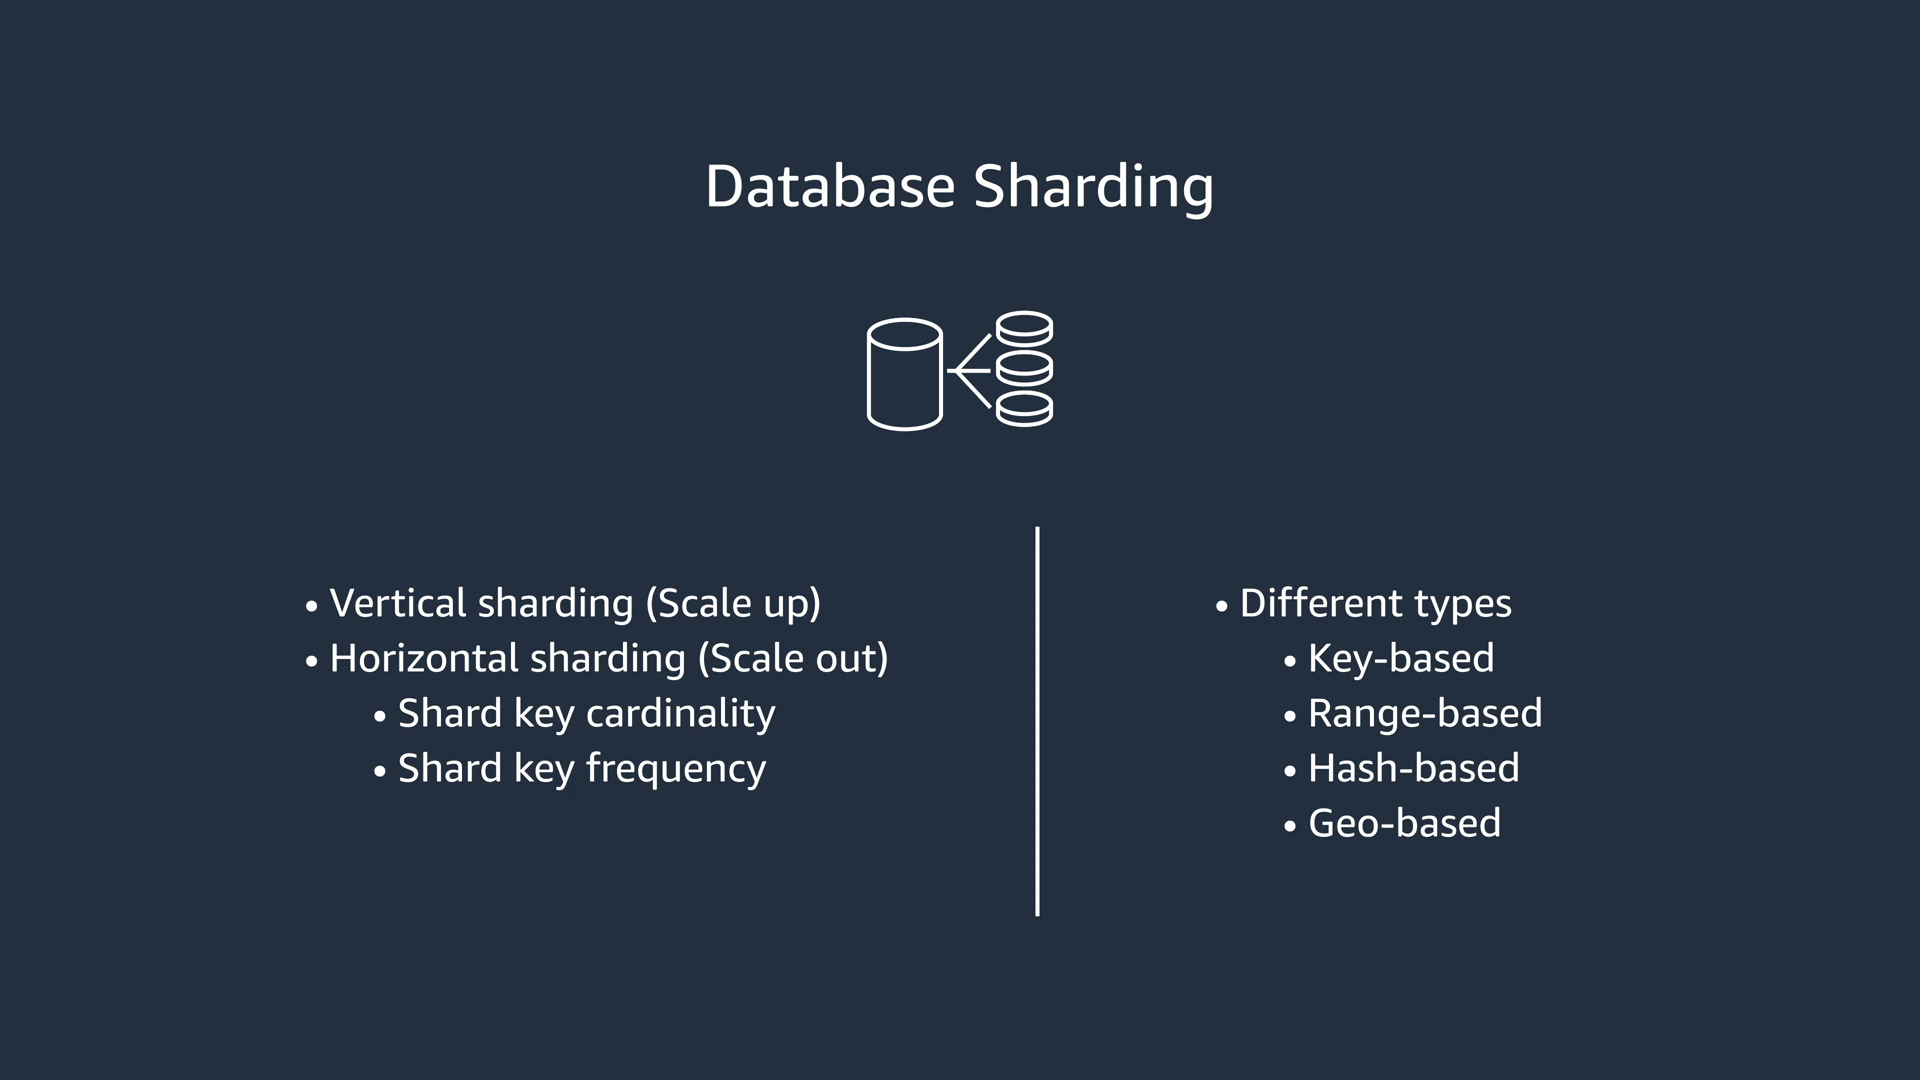 Database Sharding
• Vertical sharding (Scale up)
• Horizontal sharding (Scale out)
• Shard key cardinality
• Shard key frequency
• Different types
• Key-based
• Range-based
• Hash-based
• Geo-based